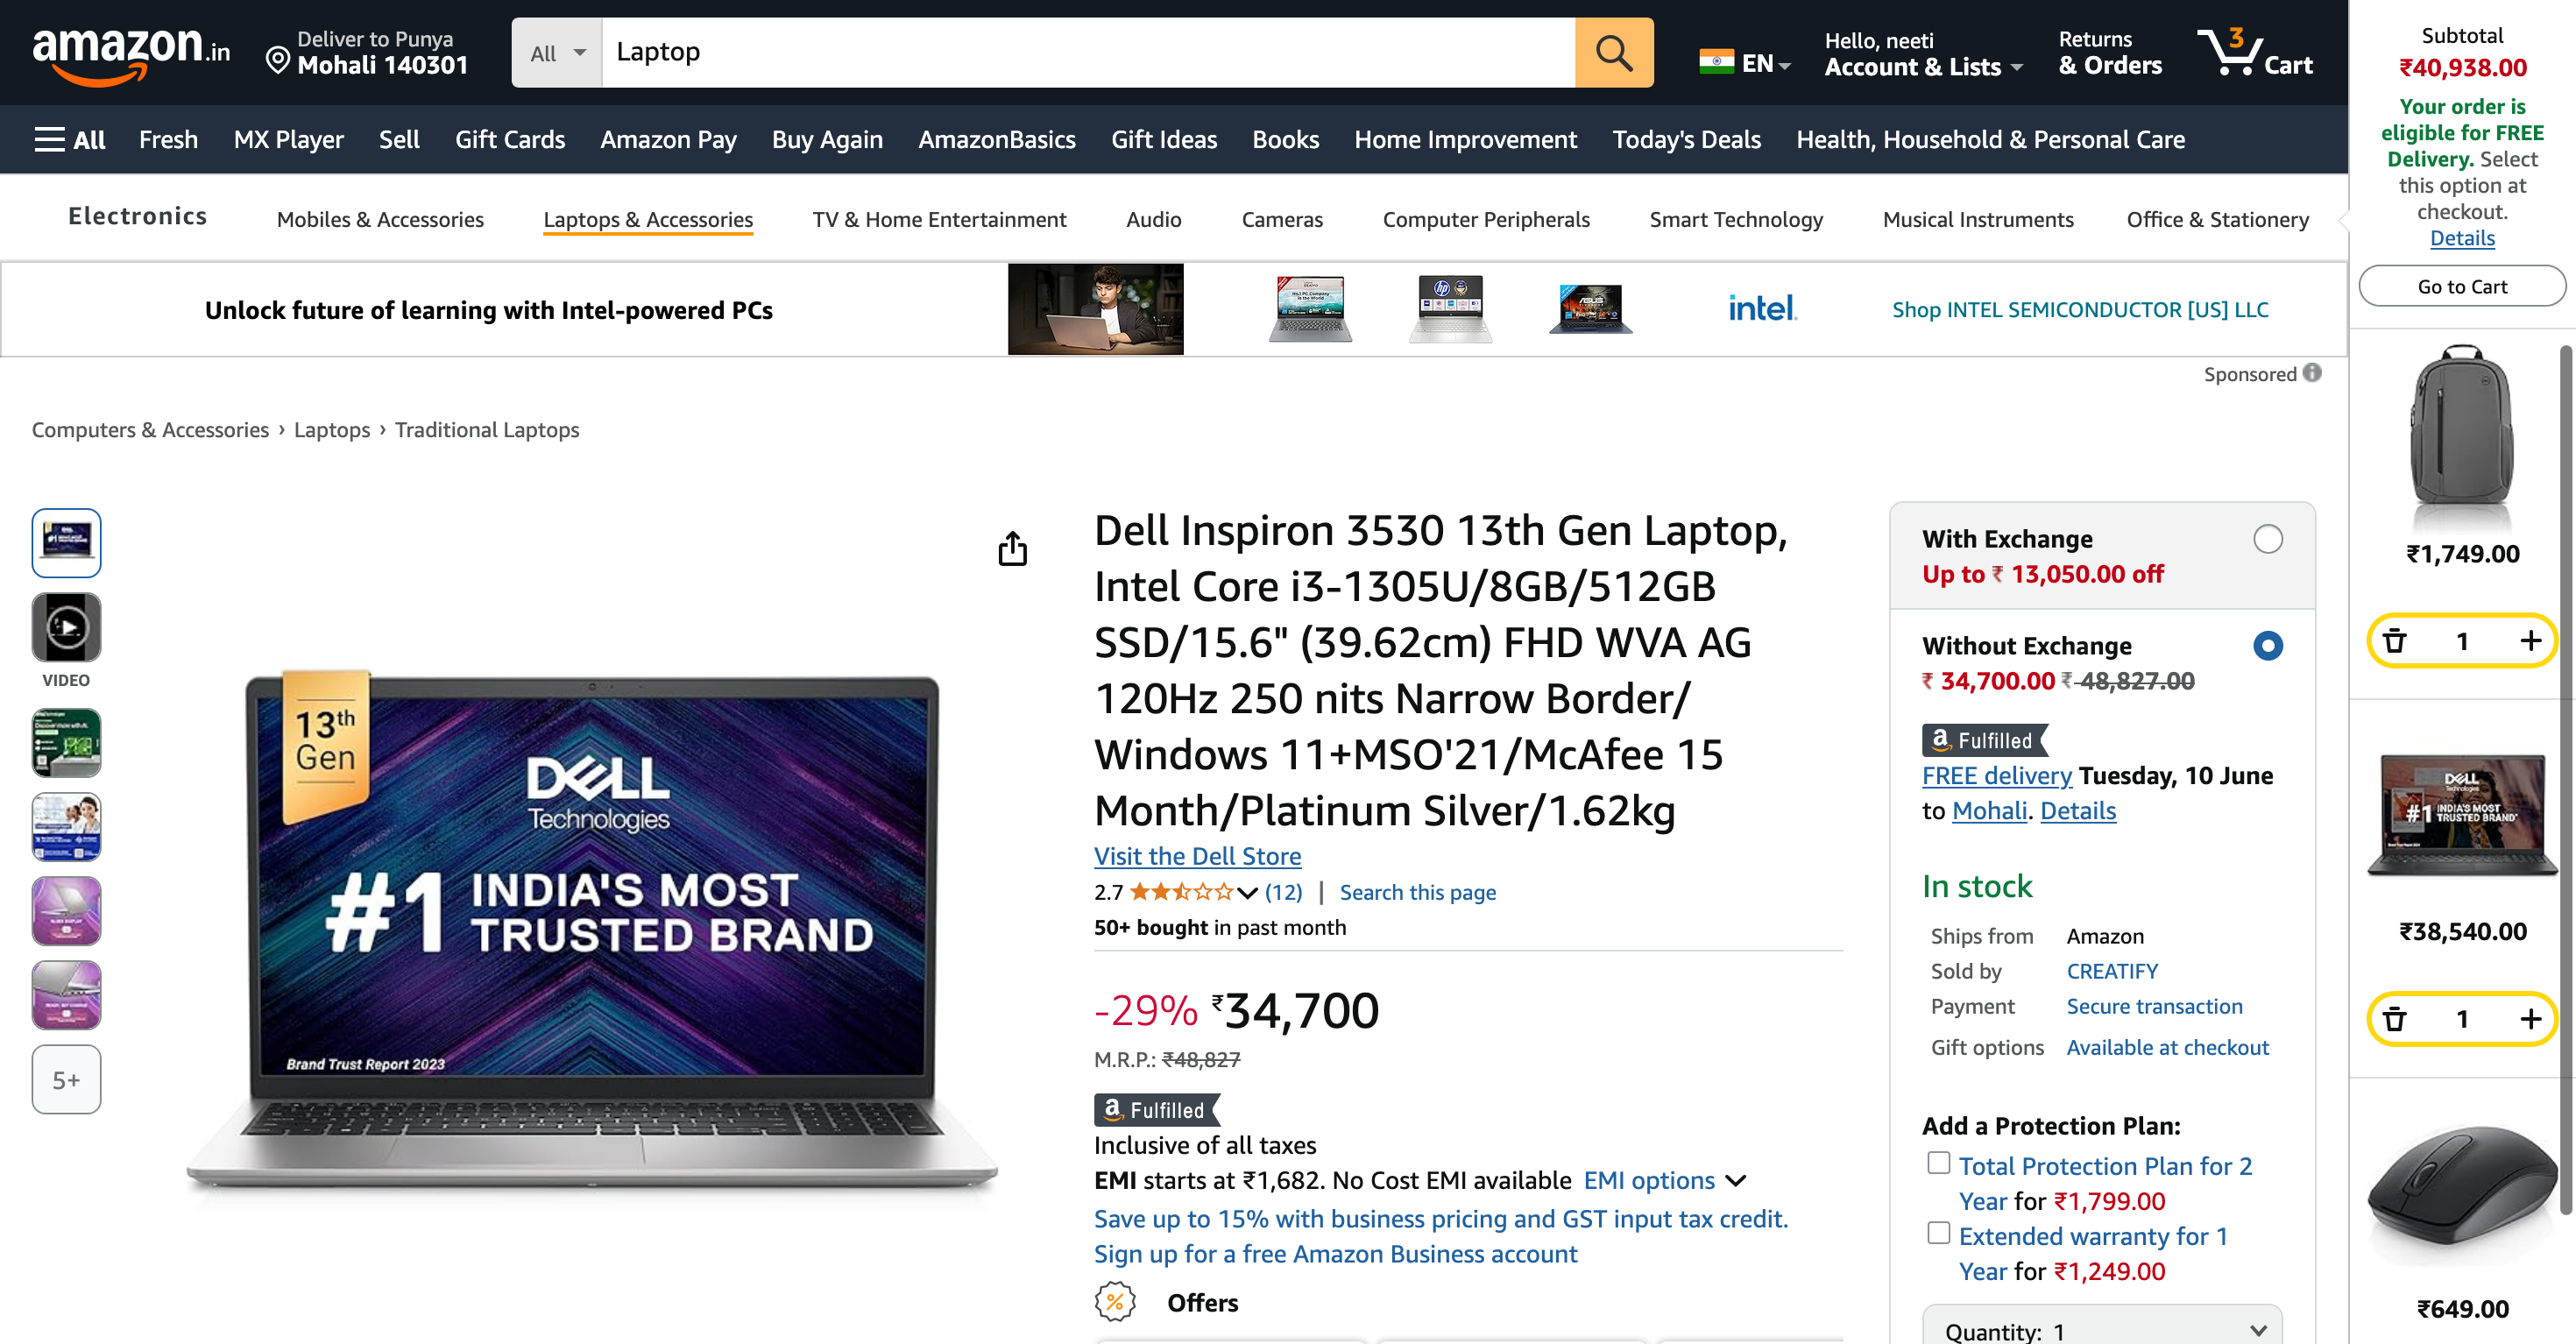 amazon.in
Deliver to Punya
Mohali 140301
All
Laptop
EN
Hello, neeti
Account & Lists
Returns
& Orders
3
Cart
All
Fresh
MX Player
Sell
Gift Cards
Amazon Pay
Buy Again
AmazonBasics
Gift Ideas
Books
Home Improvement
Today's Deals
Health, Household & Personal Care
Electronics
Mobiles & Accessories
Laptops & Accessories
TV & Home Entertainment
Audio
Cameras
Computer Peripherals
Smart Technology
Musical Instruments
Office & Stationery
Unlock future of learning with Intel-powered PCs
hp
ASUS
intel.
Shop INTEL SEMICONDUCTOR [US] LLC
Sponsored
Computers & Accessories › Laptops › Traditional Laptops
VIDEO
5+
13th
Gen
DELL
Technologies
#1 INDIA'S MOST
TRUSTED BRAND
Brand Trust Report 2023
Dell Inspiron 3530 13th Gen Laptop,
Intel Core i3-1305U/8GB/512GB
SSD/15.6" (39.62cm) FHD WVA AG
120Hz 250 nits Narrow Border/
Windows 11+MSO'21/McAfee 15
Month/Platinum Silver/1.62kg
Visit the Dell Store
2.7 (12) | Search this page
50+ bought in past month
-29% ₹34,700
M.R.P.: ₹48,827
a Fulfilled
Inclusive of all taxes
EMI starts at ₹1,682. No Cost EMI available EMI options
Save up to 15% with business pricing and GST input tax credit.
Sign up for a free Amazon Business account
% Offers
With Exchange
Up to ₹ 13,050.00 off
Without Exchange
₹ 34,700.00 ₹ 48,827.00
a Fulfilled
FREE delivery Tuesday, 10 June
to Mohali. Details
In stock
Ships from Amazon
Sold by CREATIFY
Payment Secure transaction
Gift options Available at checkout
Add a Protection Plan:
Total Protection Plan for 2
Year for ₹1,799.00
Extended warranty for 1
Year for ₹1,249.00
Quantity: 1
Subtotal
₹40,938.00
Your order is
eligible for FREE
Delivery. Select
this option at
checkout.
Details
Go to Cart
₹1,749.00
1
DELL
Technologies
#1 INDIA'S MOST
TRUSTED BRAND
₹38,540.00
1
₹649.00